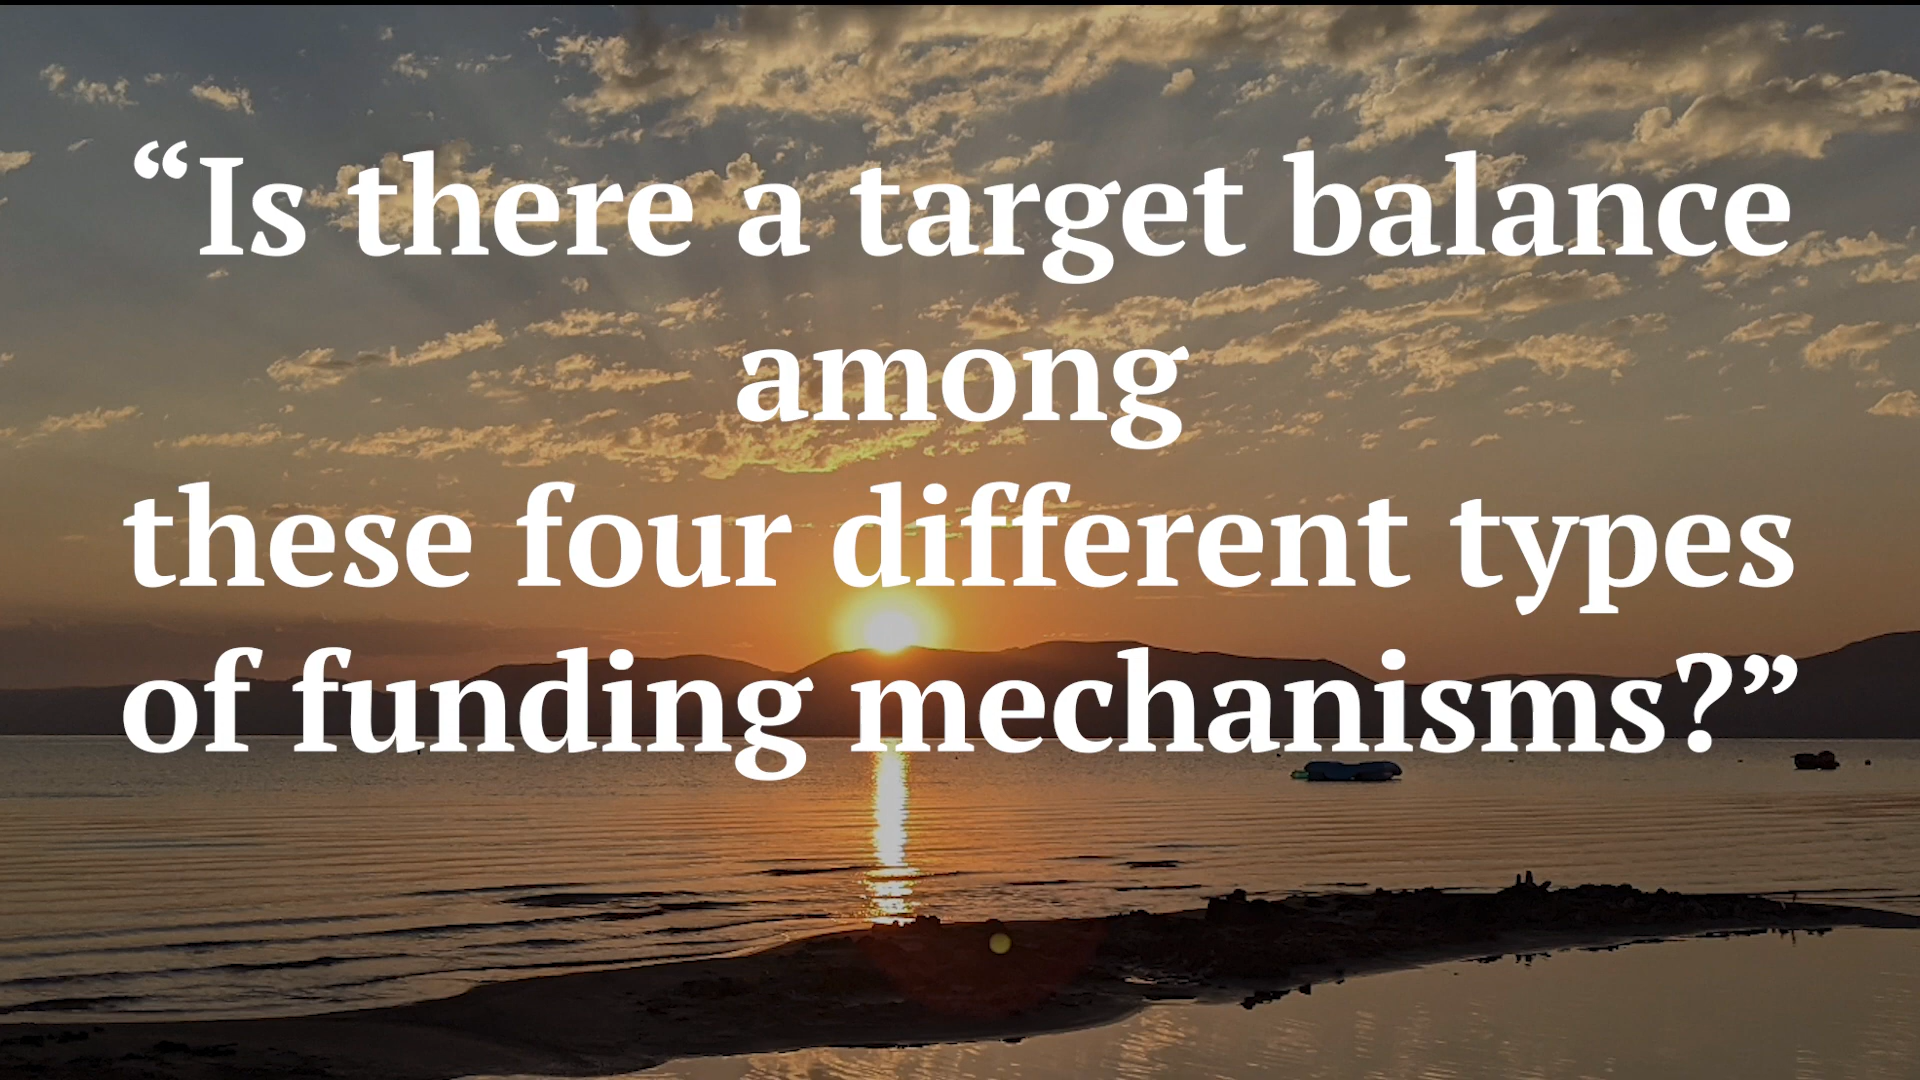 “Is there a target balance
among
these four different types
of funding mechanisms?”